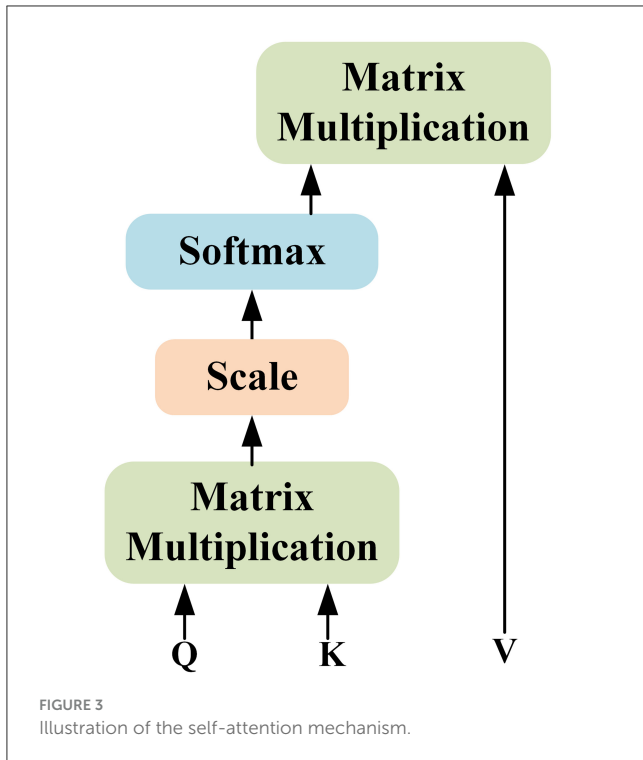 Matrix
Multiplication
Softmax
Scale
Matrix
Multiplication
Q K V
FIGURE 3
Illustration of the self-attention mechanism.